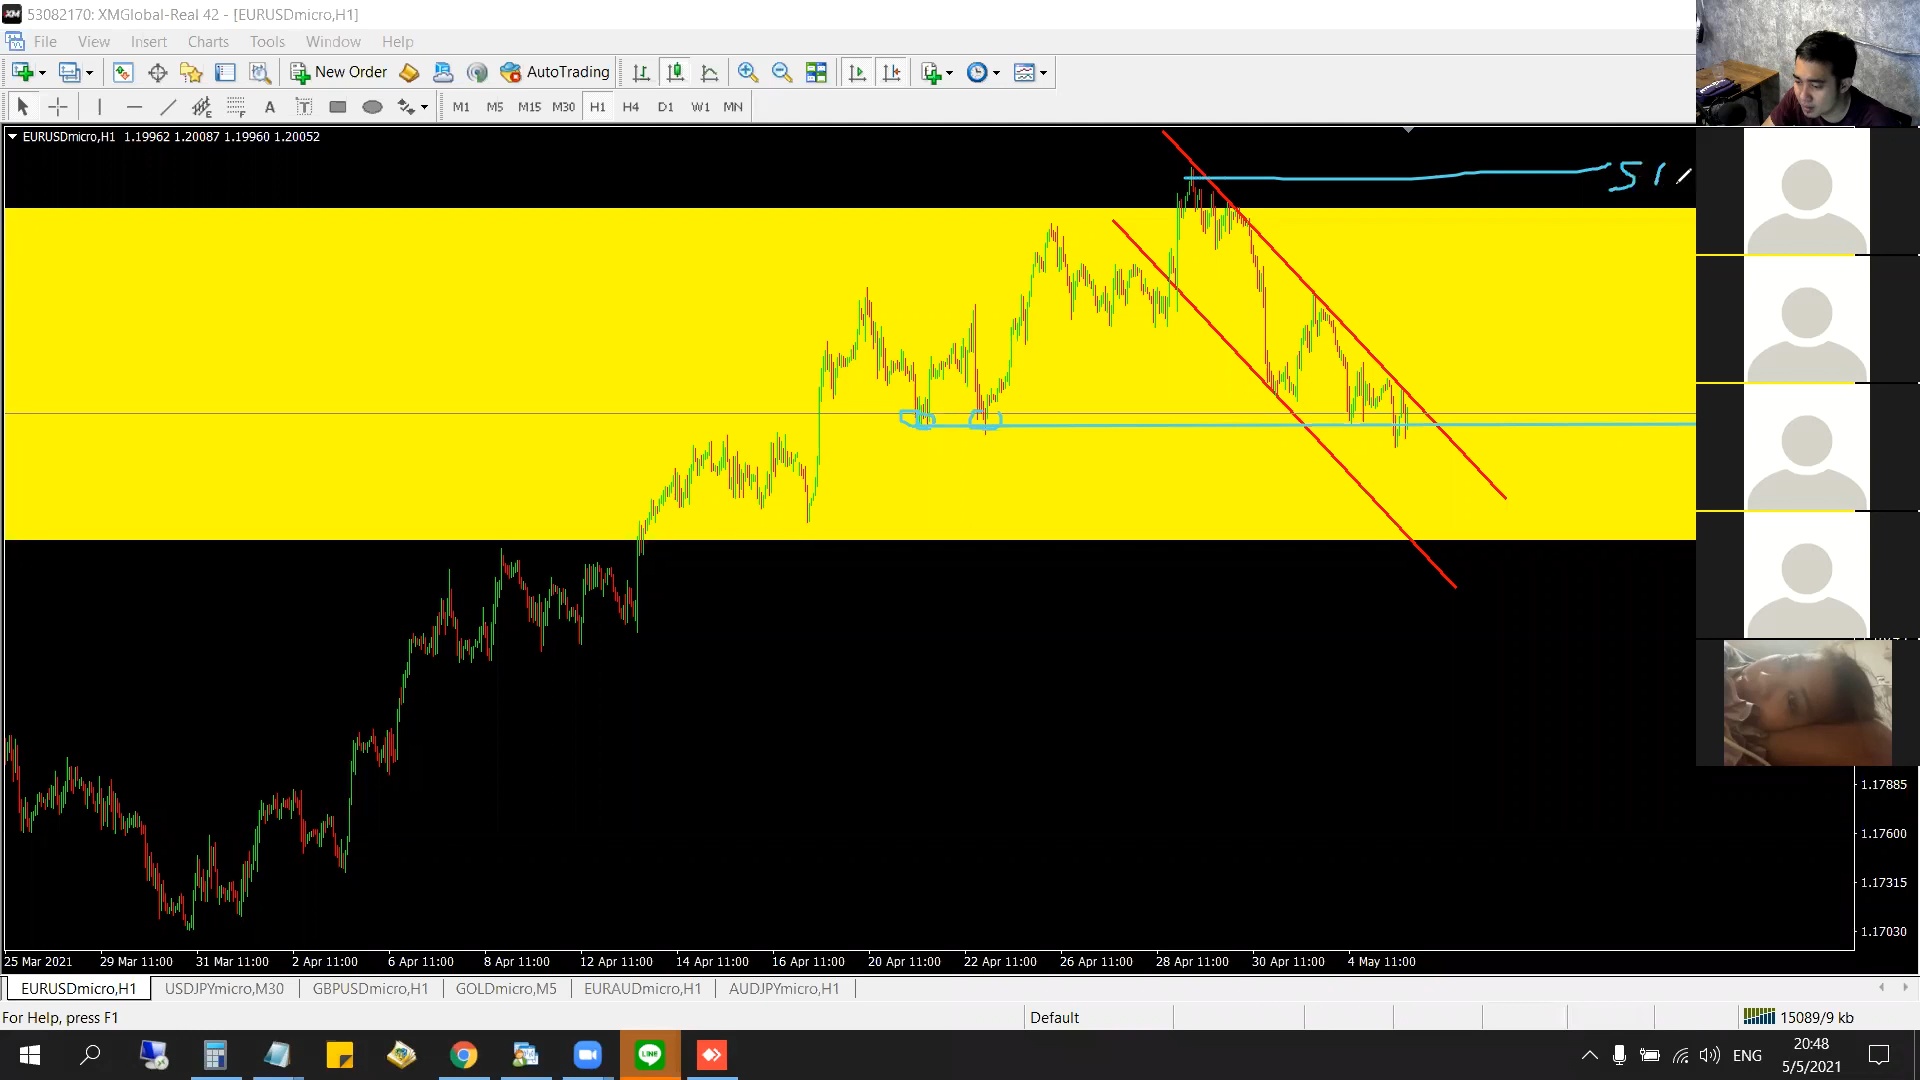 53082170: XMGlobal-Real 42 - [EURUSDmicro,H1]
File View Insert Charts Tools Window Help
New Order AutoTrading
A T M1 M5 M15 M30 H1 H4 D1 W1 MN
EURUSDmicro,H1 1.19962 1.20087 1.19960 1.20052
1.17885
1.17600
1.17315
1.17030
25 Mar 2021 29 Mar 11:00 31 Mar 11:00 2 Apr 11:00 6 Apr 11:00 8 Apr 11:00 12 Apr 11:00 14 Apr 11:00 16 Apr 11:00 20 Apr 11:00 22 Apr 11:00 26 Apr 11:00 28 Apr 11:00 30 Apr 11:00 4 May 11:00
EURUSDmicro,H1 USDJPYmicro,M30 GBPUSDmicro,H1 GOLDmicro,M5 EURAUDmicro,H1 AUDJPYmicro,H1
For Help, press F1 Default 15089/9 kb
LINE ENG 20:48
5/5/2021